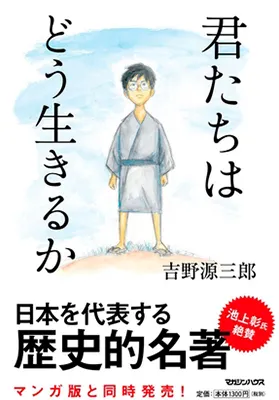 君たちは
どう生きるか
吉野源三郎
日本を代表する
歴史的名著
池上彰氏
絶賛
マンガ版と同時発売!
マガジンハウス
定価:本体1300円(税別)